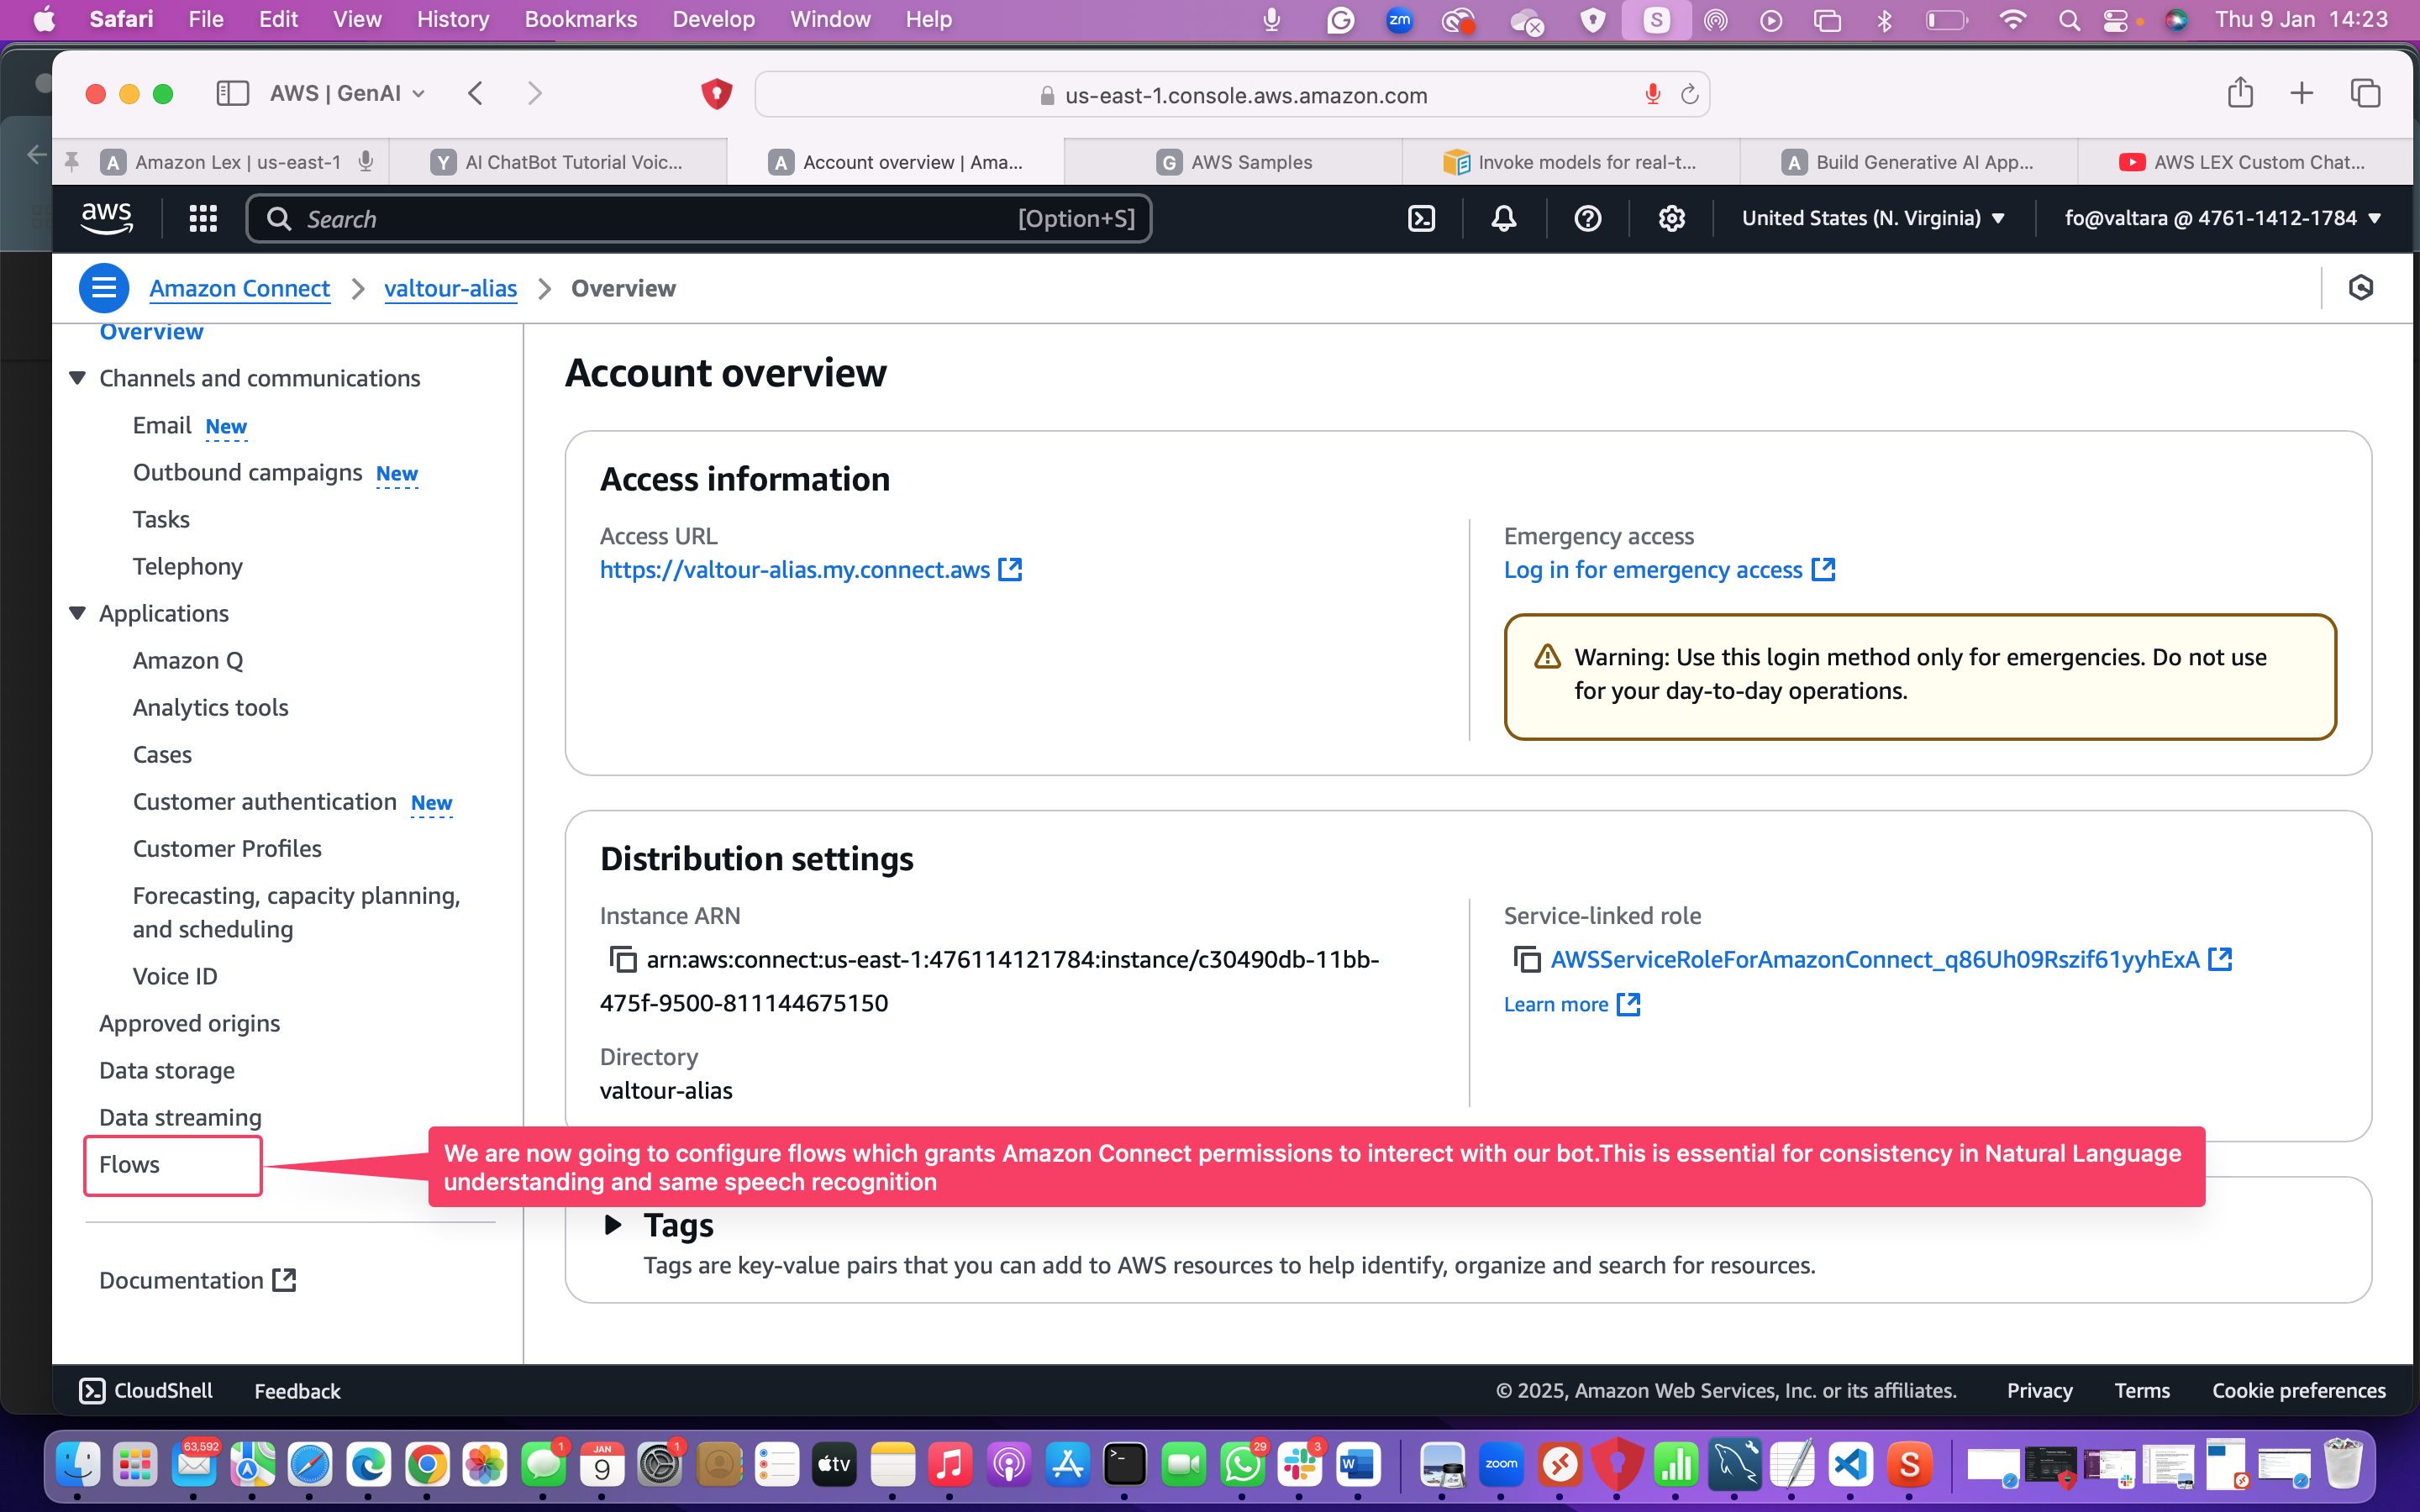 Safari File Edit View History Bookmarks Develop Window Help zm S Thu 9 Jan 14:23
AWS | GenAI us-east-1.console.aws.amazon.com
A Amazon Lex | us-east-1 Y AI ChatBot Tutorial Voic... A Account overview | Ama... G AWS Samples Invoke models for real-t... A Build Generative AI App... AWS LEX Custom Chat...
aws Search [Option+S] United States (N. Virginia) fo@valtara @ 4761-1412-1784
Amazon Connect valtour-alias Overview
Overview
Channels and communications
Email New
Outbound campaigns New
Tasks
Telephony
Applications
Amazon Q
Analytics tools
Cases
Customer authentication New
Customer Profiles
Forecasting, capacity planning,
and scheduling
Voice ID
Approved origins
Data storage
Data streaming
Flows
Documentation
Account overview
Access information
Access URL
https://valtour-alias.my.connect.aws
Emergency access
Log in for emergency access
Warning: Use this login method only for emergencies. Do not use
for your day-to-day operations.
Distribution settings
Instance ARN
arn:aws:connect:us-east-1:476114121784:instance/c30490db-11bb-
475f-9500-811144675150
Directory
valtour-alias
Service-linked role
AWSServiceRoleForAmazonConnect_q86Uh09Rszif61yyhExA
Learn more
We are now going to configure flows which grants Amazon Connect permissions to interect with our bot.This is essential for consistency in Natural Language
understanding and same speech recognition
Tags
Tags are key-value pairs that you can add to AWS resources to help identify, organize and search for resources.
CloudShell Feedback © 2025, Amazon Web Services, Inc. or its affiliates. Privacy Terms Cookie preferences
63,592 1 JAN 9 1 tv 29 3 W zoom S